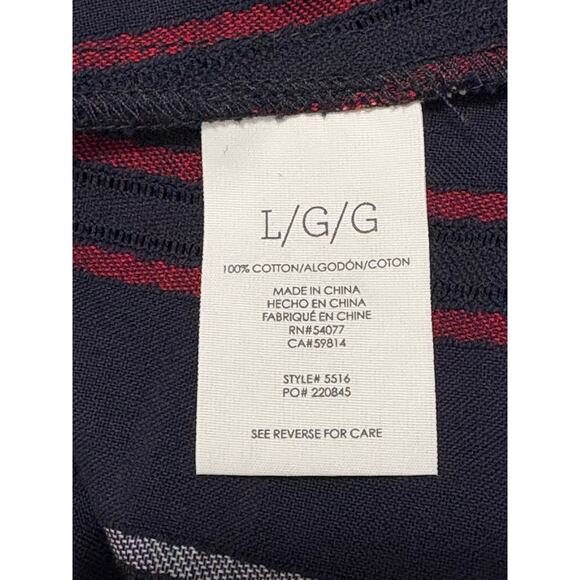 L/G/G
100% COTTON/ALGODÓN/COTON
MADE IN CHINA
HECHO EN CHINA
FABRIQUÉ EN CHINE
RN#54077
CA#59814
STYLE# 5516
PO# 220845
SEE REVERSE FOR CARE